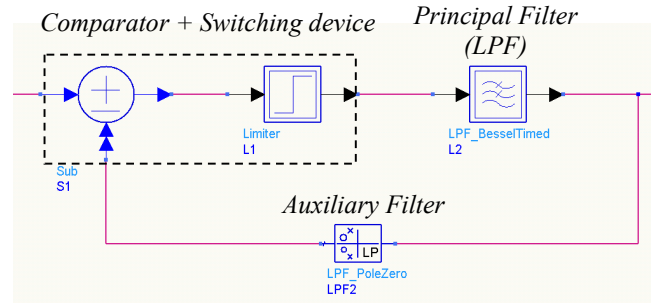 Comparator + Switching device
Principal Filter
(LPF)
Limiter
L1
LPF_BesselTimed
L2
Sub
S1
Auxiliary Filter
LP
LPF_PoleZero
LPF2